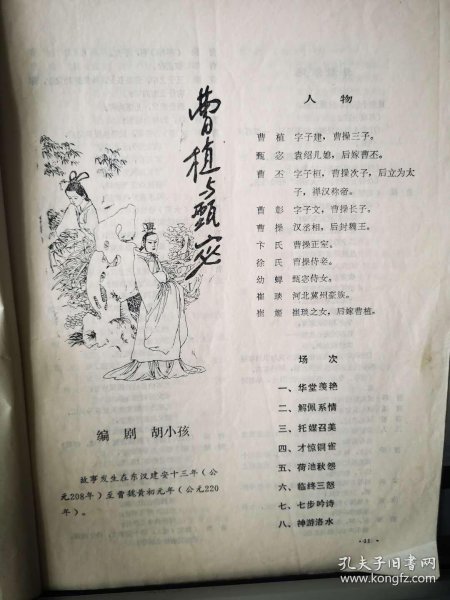 曹植与甄宓
编 剧 胡小孩
故事发生在东汉建安十三年（公
元208年）至曹魏黄初元年（公元220
年）。
人 物
曹 植 字子建，曹操三子。
甄 宓 袁绍儿媳，后嫁曹丕。
曹 丕 字子桓，曹操次子，后立为太
子，禅汉称帝。
曹 彰 字子文，曹操长子。
曹 操 汉丞相，后封魏王。
卞 氏 曹操正室。
徐 氏 曹操侍妾。
幼 蝉 甄宓侍女。
崔 琰 河北冀州豪族。
崔 嫄 崔琰之女，后嫁曹植。
场 次
一、华堂羡艳
二、解佩系情
三、托媒召美
四、才惊铜雀
五、荷池秋怨
六、临终三愆
七、七步吟诗
八、神游洛水
孔夫子旧书网
www.kongfz.com